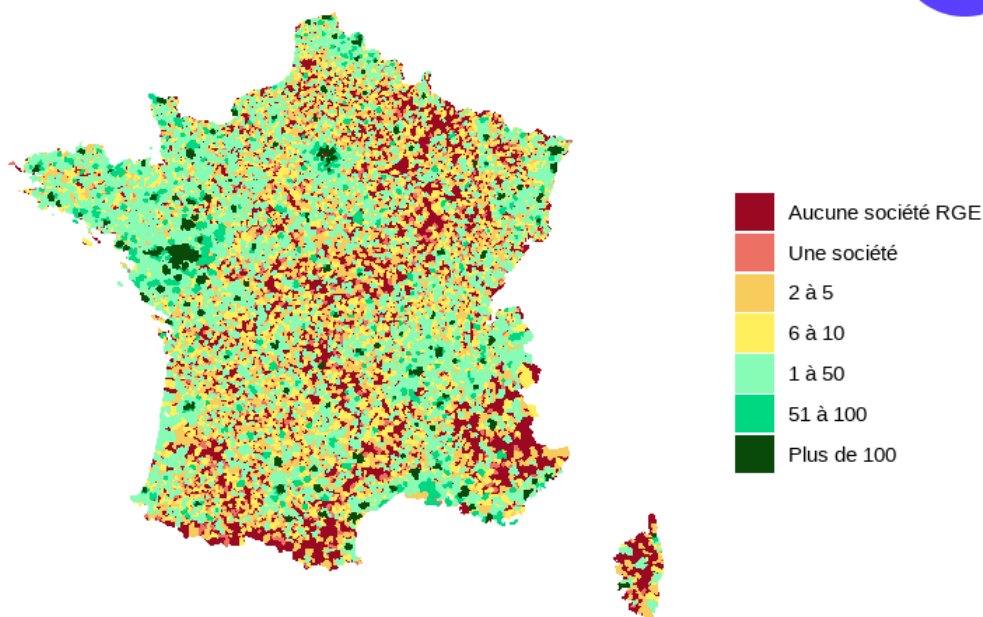 Aucune société RGE
Une société
2 à 5
6 à 10
1 à 50
51 à 100
Plus de 100